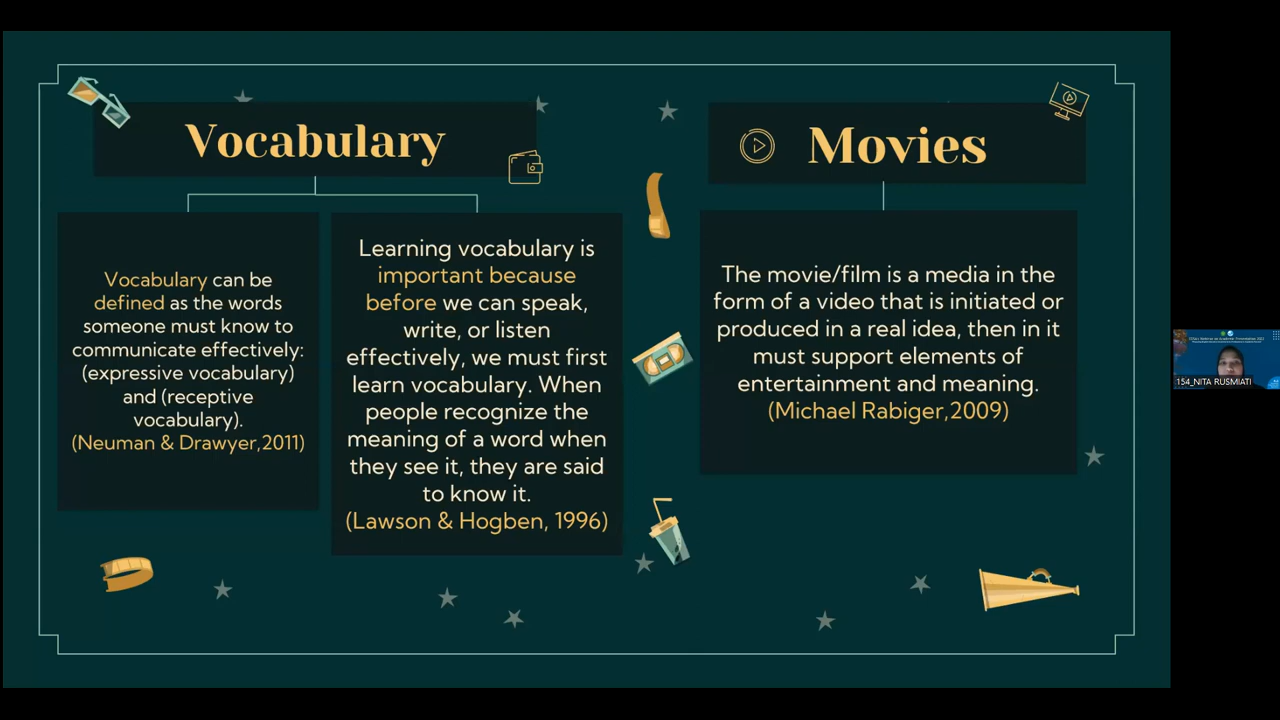 Vocabulary
Vocabulary can be
defined as the words
someone must know to
communicate effectively:
(expressive vocabulary)
and (receptive
vocabulary).
(Neuman & Drawyer,2011)
Learning vocabulary is
important because
before we can speak,
write, or listen
effectively, we must first
learn vocabulary. When
people recognize the
meaning of a word when
they see it, they are said
to know it.
(Lawson & Hogben, 1996)
Movies
The movie/film is a media in the
form of a video that is initiated or
produced in a real idea, then in it
must support elements of
entertainment and meaning.
(Michael Rabiger,2009)
154_NITA RUSMIATI